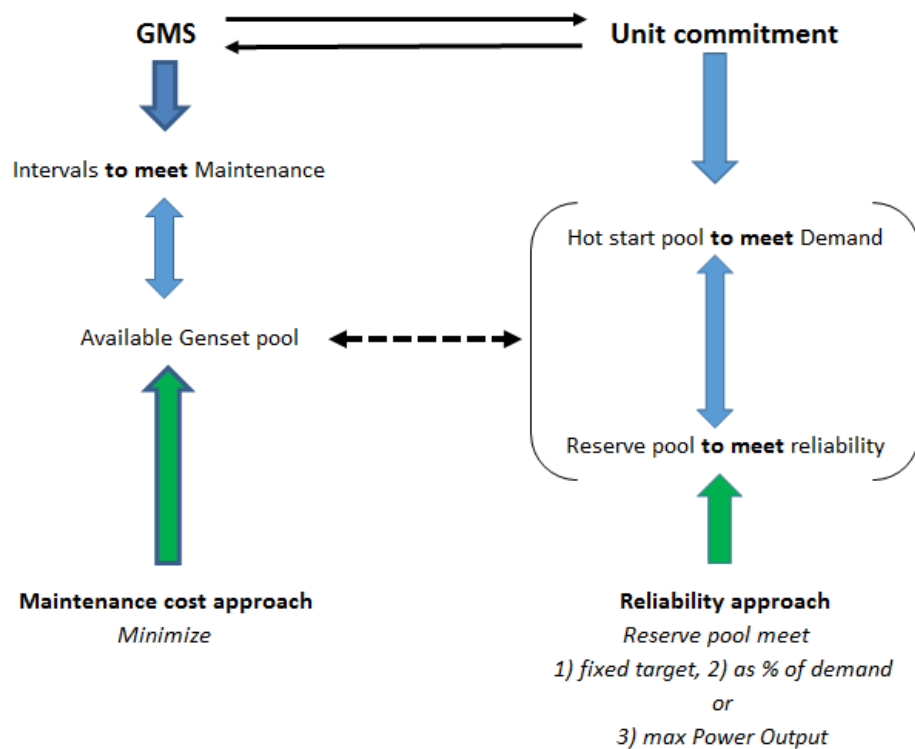 GMS
Unit commitment
Intervals to meet Maintenance
Hot start pool to meet Demand
Available Genset pool
Reserve pool to meet reliability
Maintenance cost approach
Minimize
Reliability approach
Reserve pool meet
1) fixed target, 2) as % of demand
or
3) max Power Output